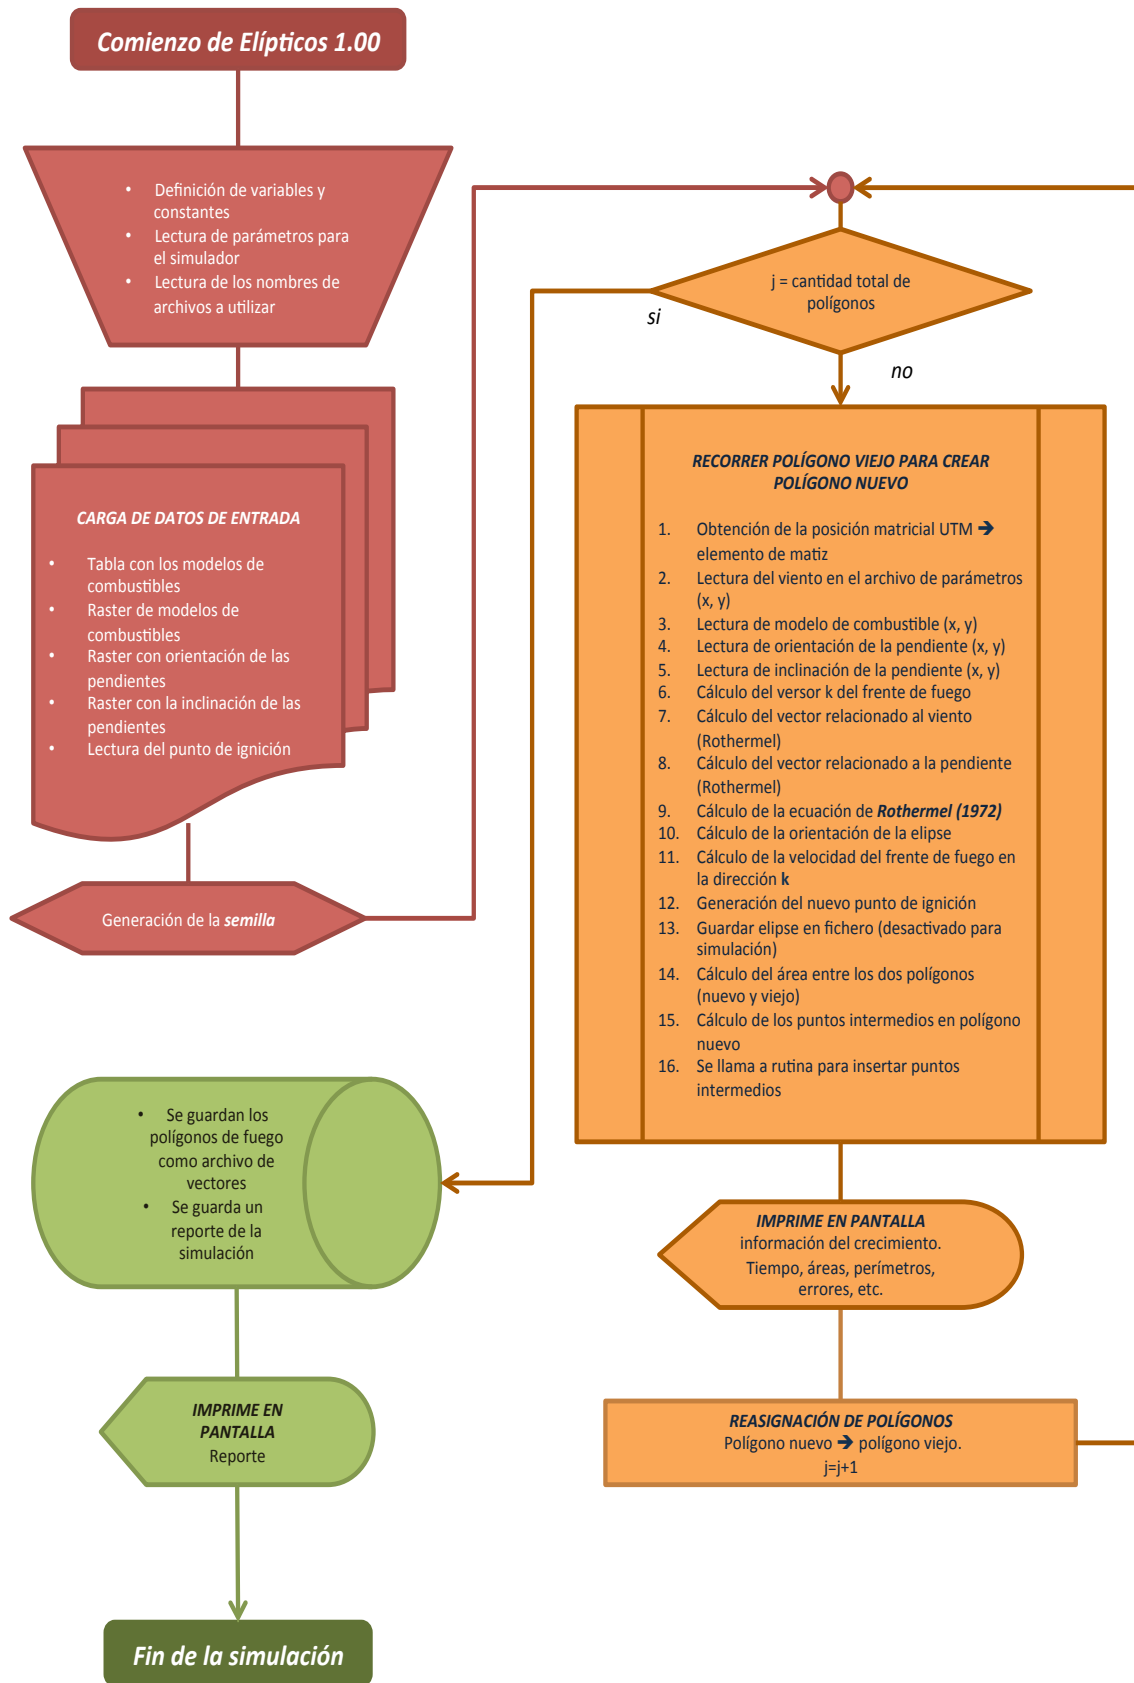 Comienzo de Elípticos 1.00
• Definición de variables y
constantes
• Lectura de parámetros para
el simulador
• Lectura de los nombres de
archivos a utilizar
CARGA DE DATOS DE ENTRADA
• Tabla con los modelos de
combustibles
• Raster de modelos de
combustibles
• Raster con orientación de las
pendientes
• Raster con la inclinación de las
pendientes
• Lectura del punto de ignición
Generación de la semilla
j = cantidad total de
polígonos
si
no
RECORRER POLÍGONO VIEJO PARA CREAR
POLÍGONO NUEVO
1. Obtención de la posición matricial UTM ➔
elemento de matiz
2. Lectura del viento en el archivo de parámetros
(x, y)
3. Lectura de modelo de combustible (x, y)
4. Lectura de orientación de la pendiente (x, y)
5. Lectura de inclinación de la pendiente (x, y)
6. Cálculo del versor k del frente de fuego
7. Cálculo del vector relacionado al viento
(Rothermel)
8. Cálculo del vector relacionado a la pendiente
(Rothermel)
9. Cálculo de la ecuación de Rothermel (1972)
10. Cálculo de la orientación de la elipse
11. Cálculo de la velocidad del frente de fuego en
la dirección k
12. Generación del nuevo punto de ignición
13. Guardar elipse en fichero (desactivado para
simulación)
14. Cálculo del área entre los dos polígonos
(nuevo y viejo)
15. Cálculo de los puntos intermedios en polígono
nuevo
16. Se llama a rutina para insertar puntos
intermedios
IMPRIME EN PANTALLA
información del crecimiento.
Tiempo, áreas, perímetros,
errores, etc.
REASIGNACIÓN DE POLÍGONOS
Polígono nuevo ➔ polígono viejo.
j=j+1
• Se guardan los
polígonos de fuego
como archivo de
vectores
• Se guarda un
reporte de la
simulación
IMPRIME EN
PANTALLA
Reporte
Fin de la simulación